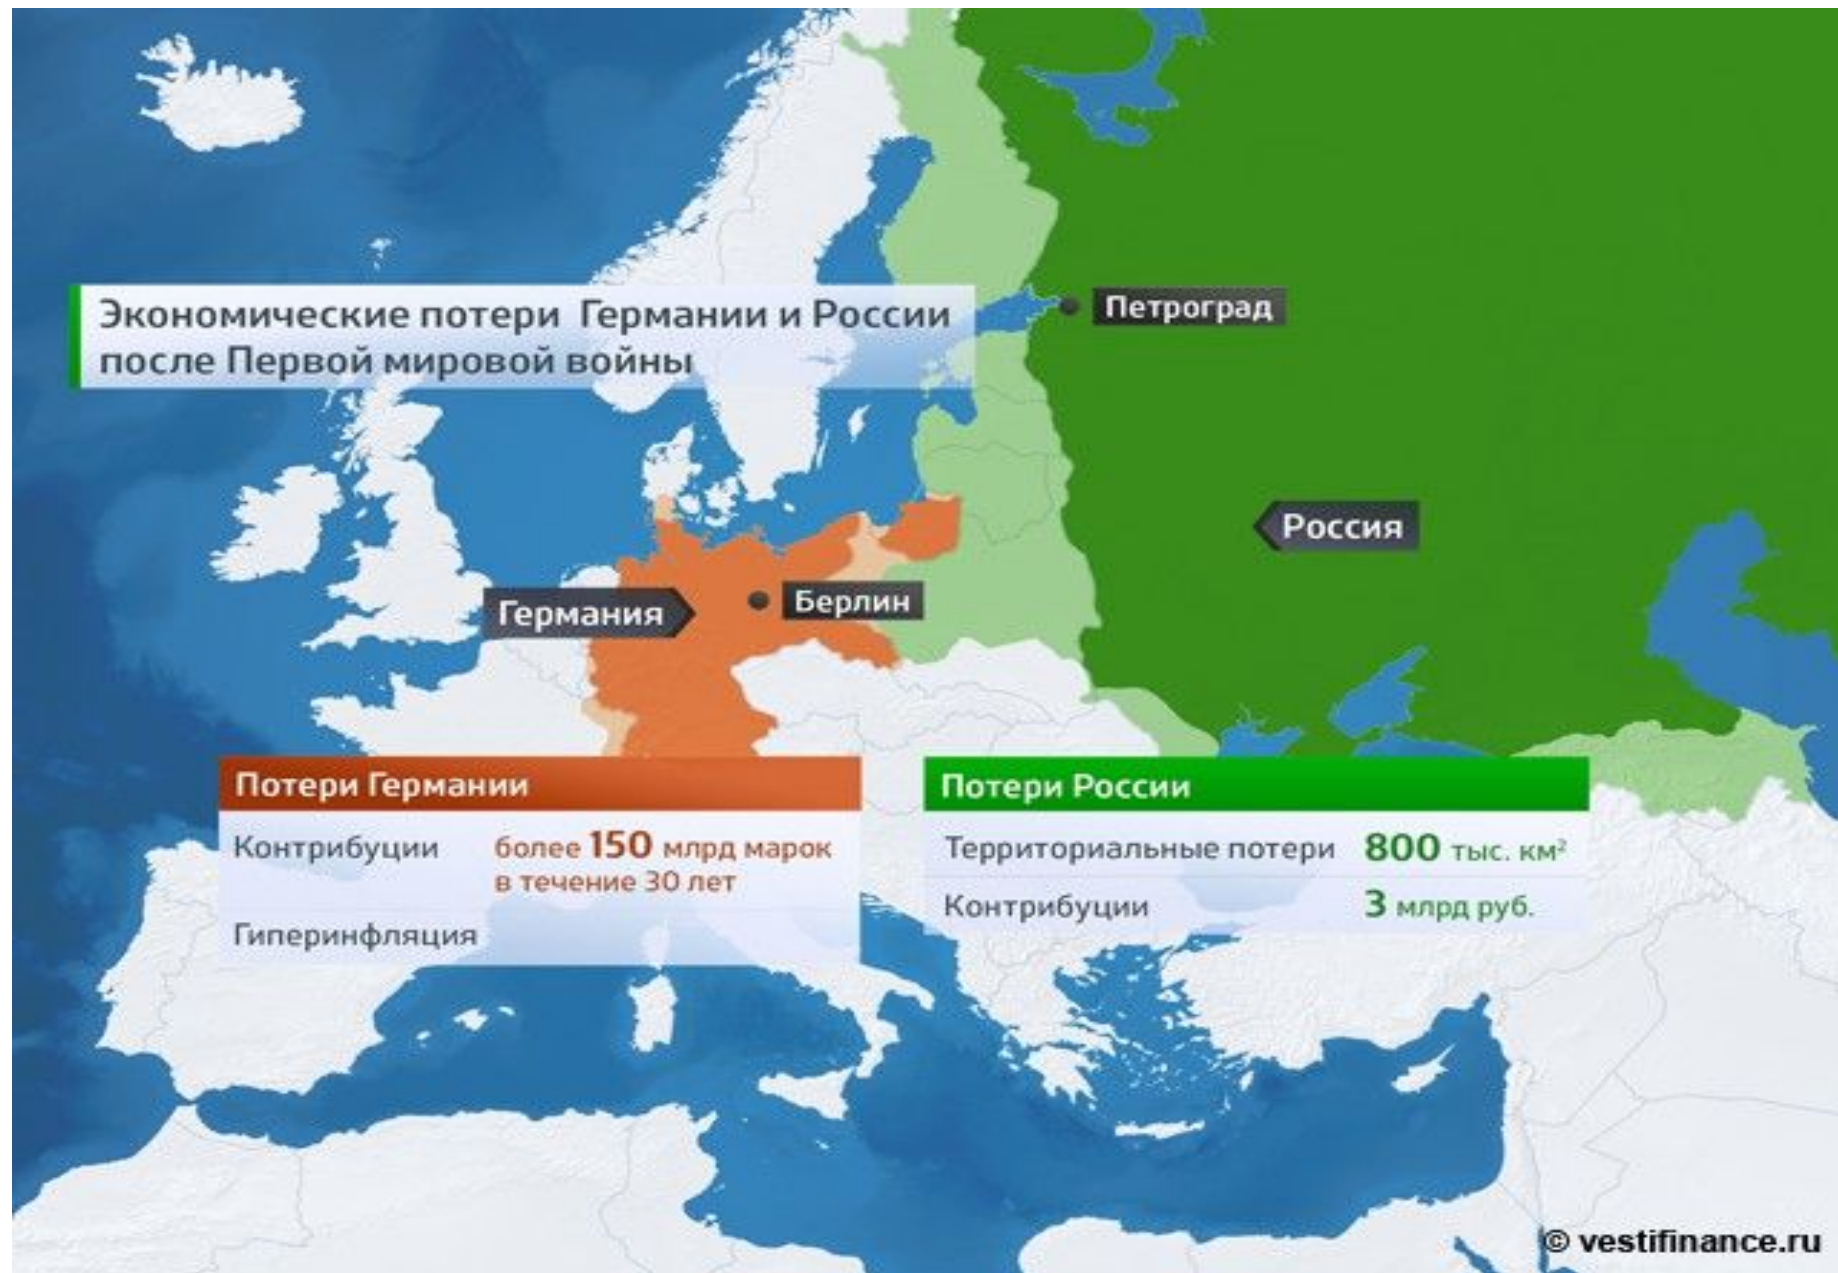 Экономические потери Германии и России
после Первой мировой войны
Петроград
Россия
Германия
Берлин
Потери Германии
Контрибуции
более 150 млрд марок
в течение 30 лет
Гиперинфляция
Потери России
Территориальные потери 800 тыс. км²
Контрибуции 3 млрд руб.
© vestifinance.ru